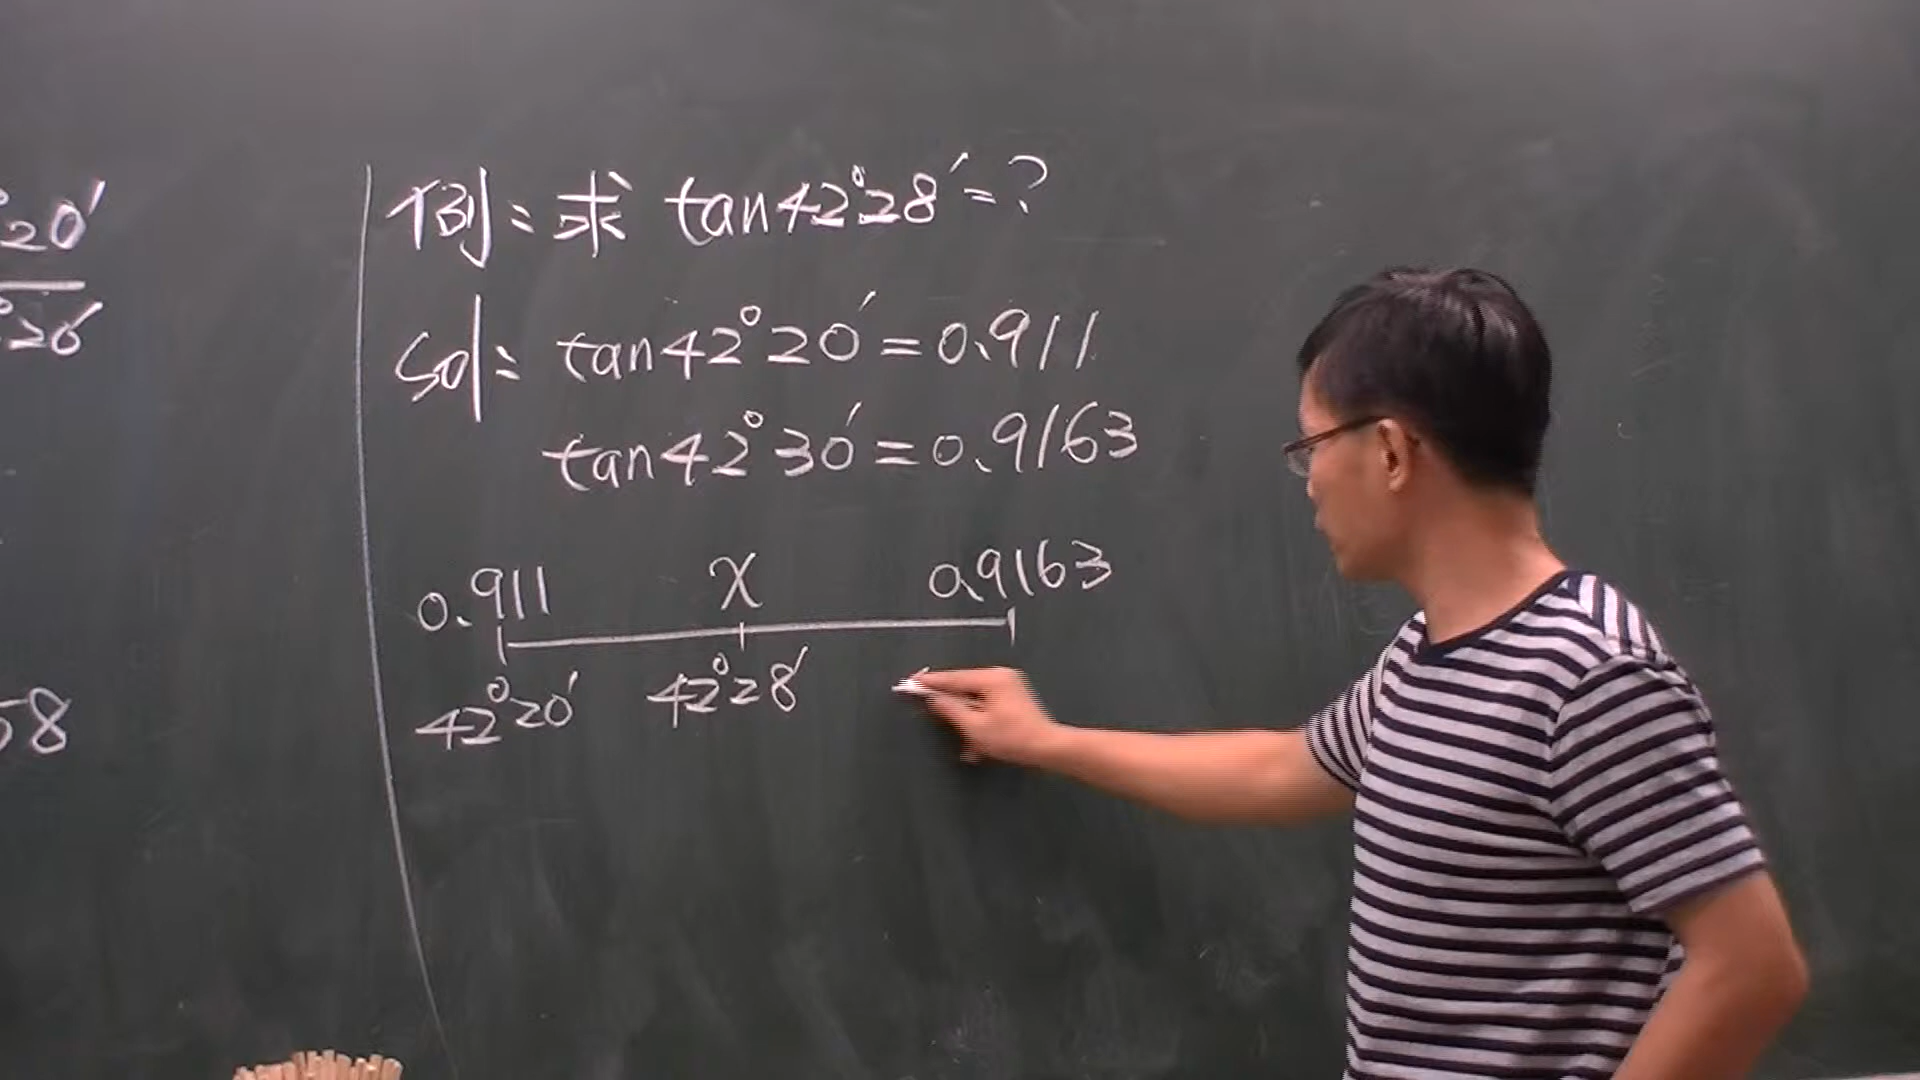 °20′
°20′
58
例:求 tan42°28′=?
sol: tan42°20′=0.911
tan42°30′=0.9163
0.911 x 0.9163
42°20′ 42°28′